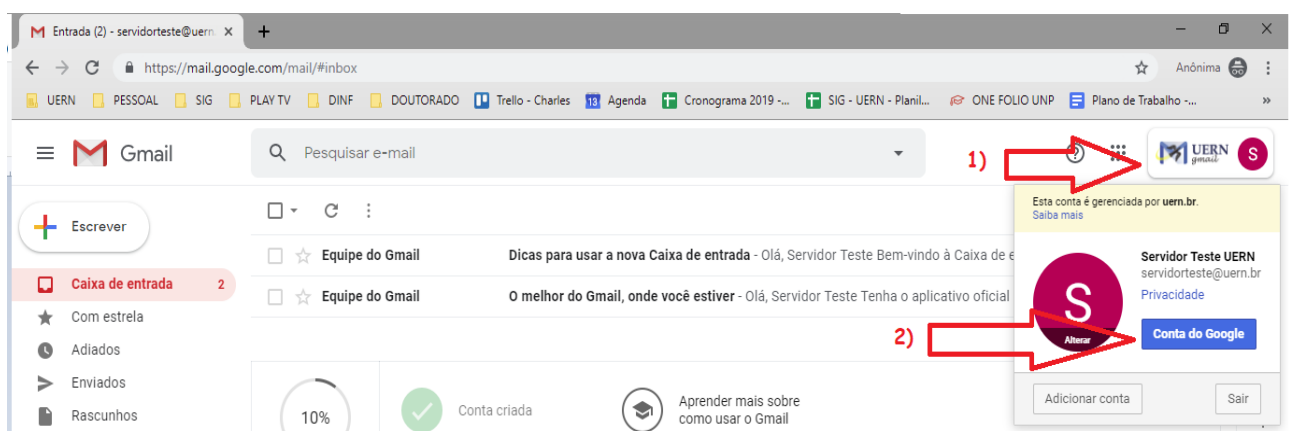 Entrada (2) - servidorteste@uern
https://mail.google.com/mail/#inbox
Anônima
UERN PESSOAL SIG PLAY TV DINF DOUTORADO Trello - Charles 13 Agenda Cronograma 2019 -... SIG - UERN - Planil... ONE FOLIO UNP Plano de Trabalho -... »
Gmail
Pesquisar e-mail
1)
UERN
gmail
S
Escrever
Esta conta é gerenciada por uern.br.
Saiba mais
Equipe do Gmail Dicas para usar a nova Caixa de entrada - Olá, Servidor Teste Bem-vindo à Caixa de e
Servidor Teste UERN
servidorteste@uern.br
Privacidade
S
Alterar
Conta do Google
Caixa de entrada 2
Equipe do Gmail O melhor do Gmail, onde você estiver - Olá, Servidor Teste Tenha o aplicativo oficial
Com estrela
2)
Adiados
Enviados
Rascunhos
10%
Conta criada
Aprender mais sobre
como usar o Gmail
Adicionar conta
Sair